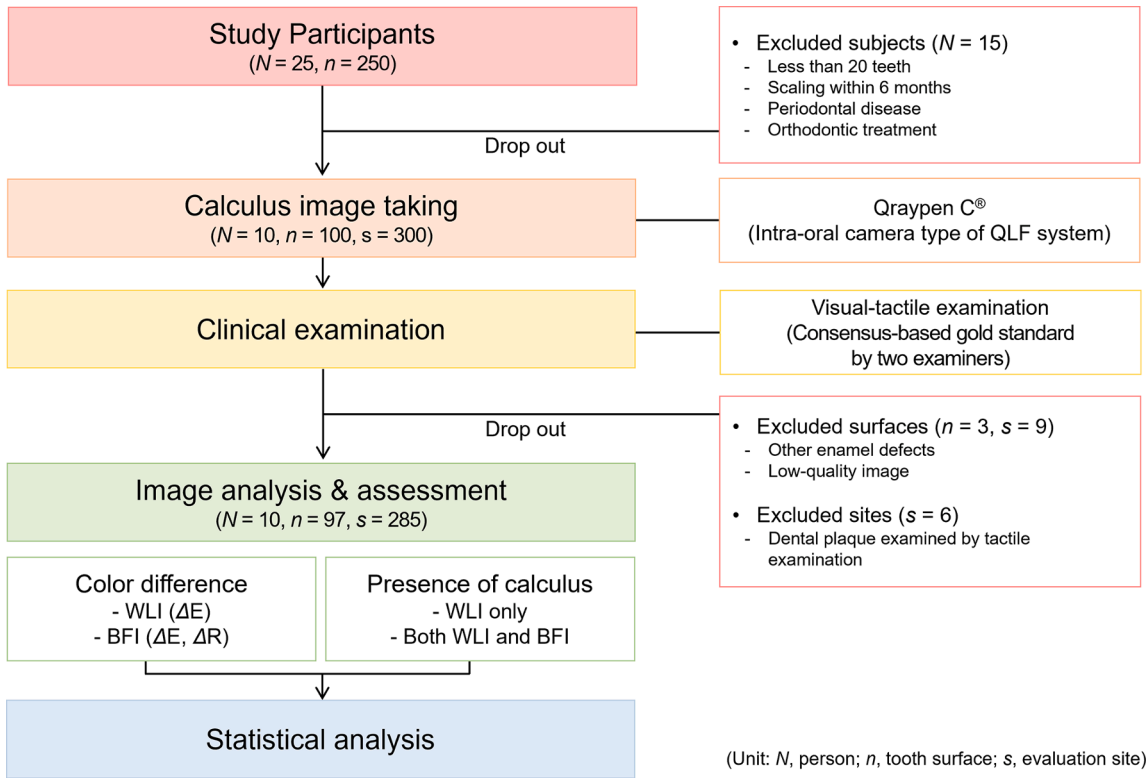 Study Participants
(N = 25, n = 250)
• Excluded subjects (N = 15)
- Less than 20 teeth
- Scaling within 6 months
- Periodontal disease
- Orthodontic treatment
Drop out
Calculus image taking
(N = 10, n = 100, s = 300)
Qraypen C®
(Intra-oral camera type of QLF system)
Clinical examination
Visual-tactile examination
(Consensus-based gold standard
by two examiners)
Drop out
• Excluded surfaces (n = 3, s = 9)
- Other enamel defects
- Low-quality image
• Excluded sites (s = 6)
- Dental plaque examined by tactile
examination
Image analysis & assessment
(N = 10, n = 97, s = 285)
Color difference
- WLI (ΔE)
- BFI (ΔE, ΔR)
Presence of calculus
- WLI only
- Both WLI and BFI
Statistical analysis
(Unit: N, person; n, tooth surface; s, evaluation site)